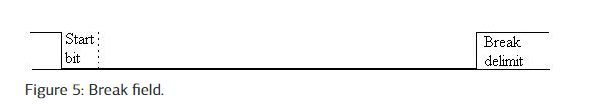 Start
bit
Break
delimit
Figure 5: Break field.